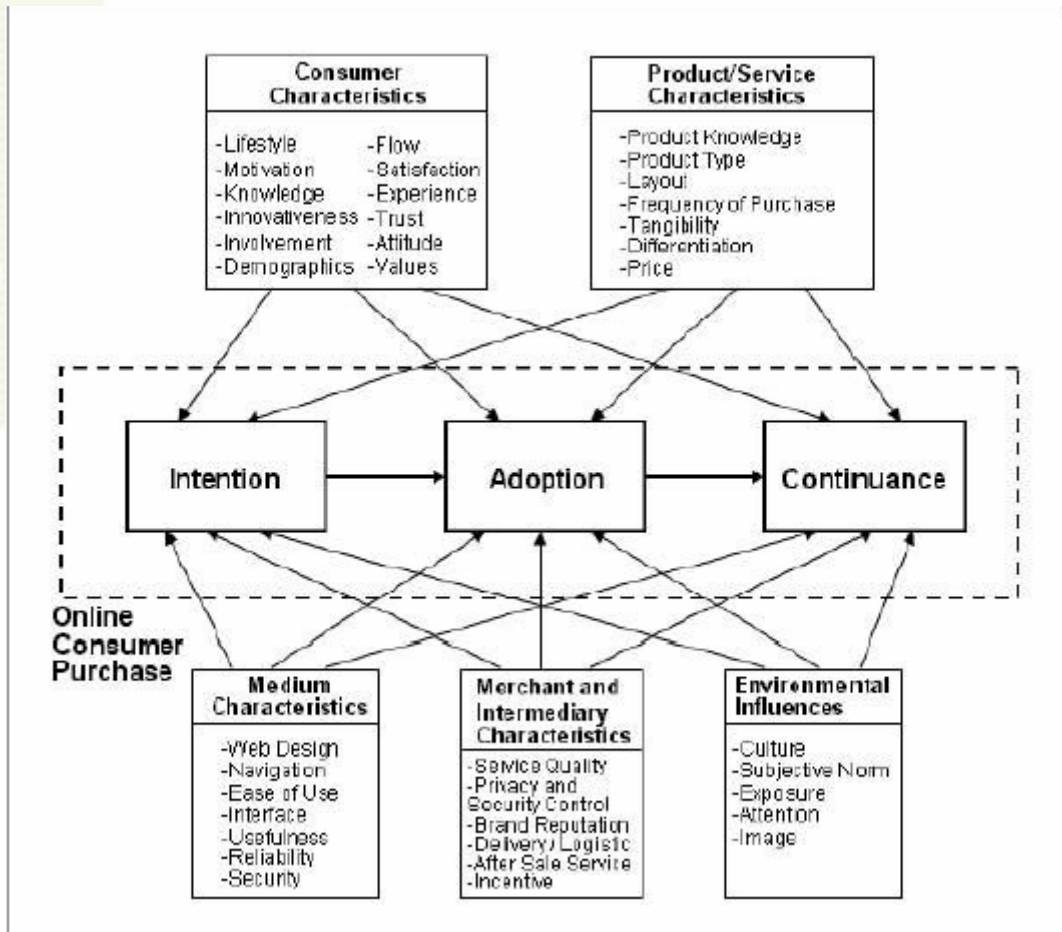 Consumer
Characteristics
-Lifestyle
-Motivation
-Knowledge
-Innovativeness
-Involvement
-Demographics
-Flow
-Satisfaction
-Experience
-Trust
-Attitude
-Values
Product/Service
Characteristics
-Product Knowledge
-Product Type
-Layout
-Frequency of Purchase
-Tangibility
-Differentiation
-Price
Intention
Adoption
Continuance
Online
Consumer
Purchase
Medium
Characteristics
-Web Design
-Navigation
-Ease of Use
-Interface
-Usefulness
-Reliability
-Security
Merchant and
Intermediary
Characteristics
-Service Quality
-Privacy and
Security Control
-Brand Reputation
-Delivery / Logistic
-After Sale Service
-Incentive
Environmental
Influences
-Culture
-Subjective Norm
-Exposure
-Attention
-Image